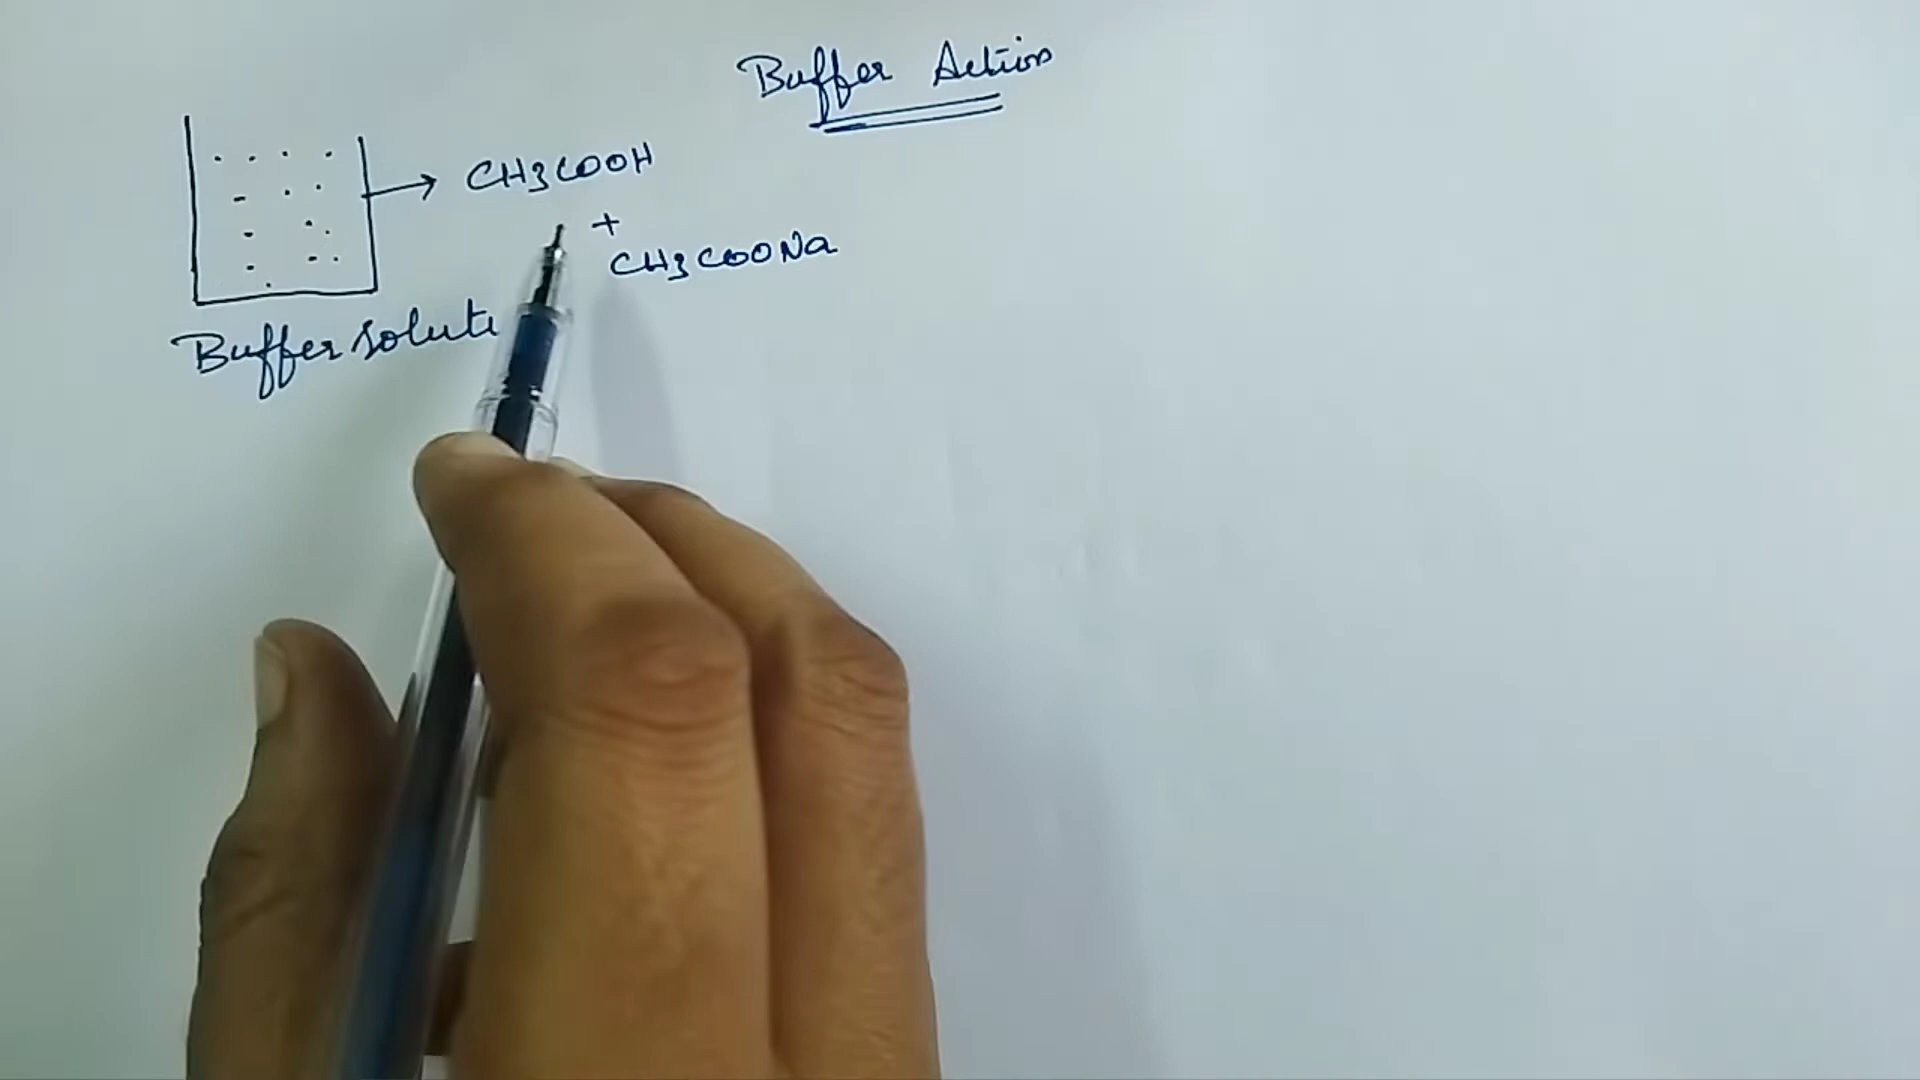 Buffer Action
CH3COOH
+
CH3COONa
Buffer soluti